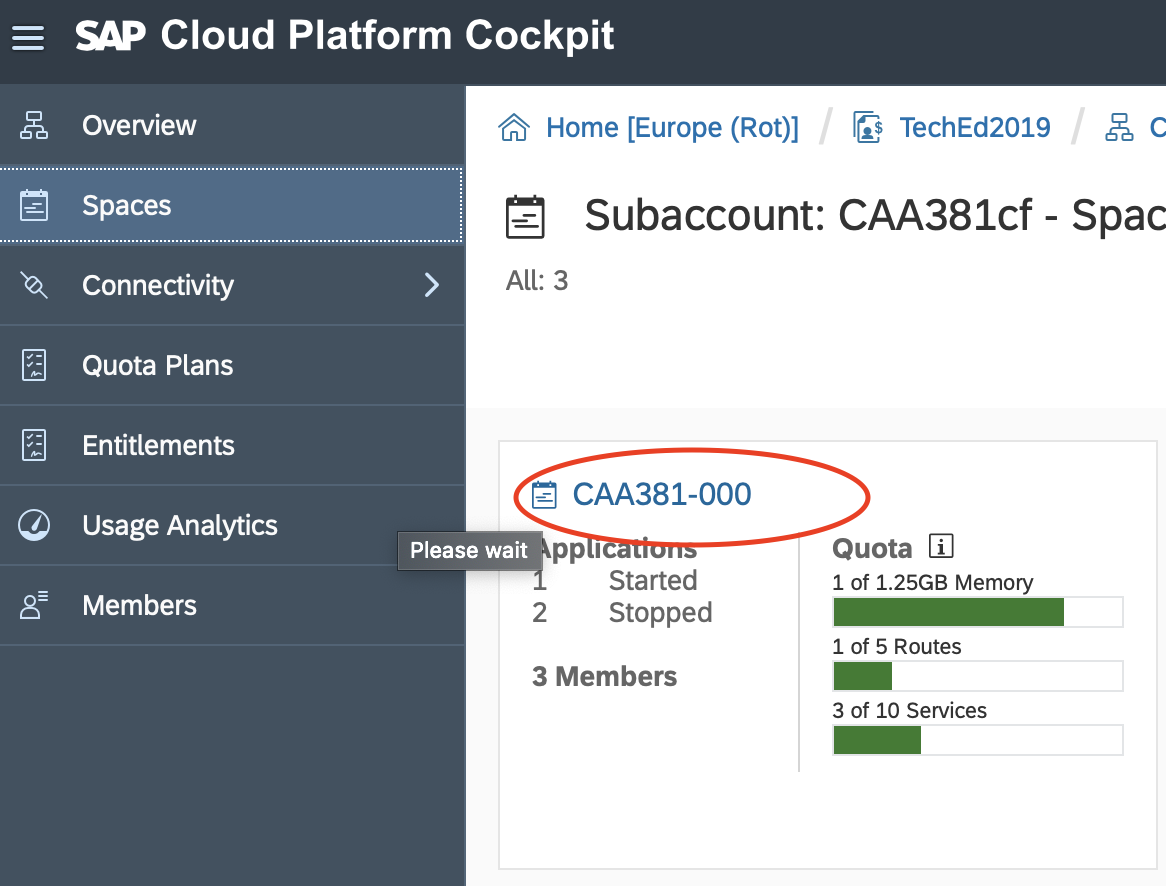 SAP Cloud Platform Cockpit
Overview
Spaces
Connectivity
Quota Plans
Entitlements
Usage Analytics
Members
Home [Europe (Rot)] / TechEd2019 / C
Subaccount: CAA381cf - Spac
All: 3
CAA381-000
Please wait
Applications
1 Started
2 Stopped
3 Members
Quota i
1 of 1.25GB Memory
1 of 5 Routes
3 of 10 Services